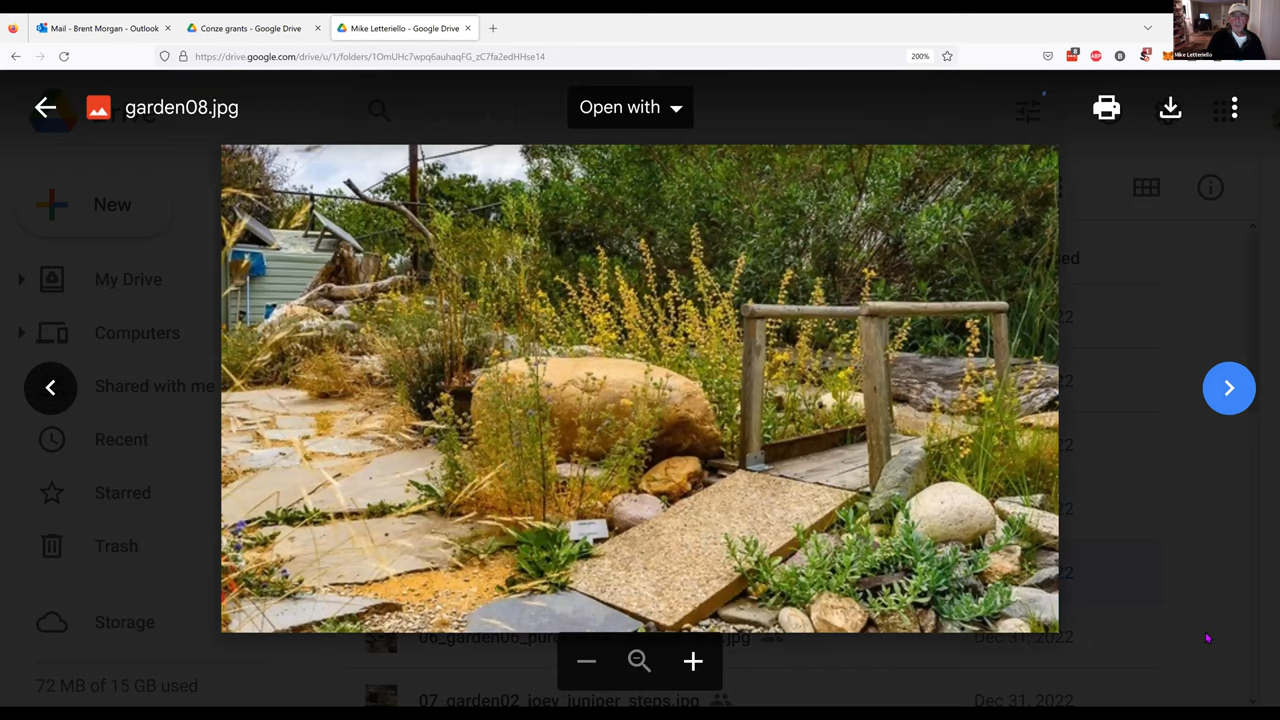 Mail - Brent Morgan - Outlook
Conze grants - Google Drive
Mike Letteriello - Google Drive
https://drive.google.com/drive/u/1/folders/1OmUHc7wpq6auhaqFG_zC7fa2edHHse14
200%
8
Mike Letteriello
garden08.jpg
Open with
New
My Drive
Computers
Shared with me
Recent
Starred
Trash
Storage
72 MB of 15 GB used
Dec 31, 2022
07_garden02_joey_juniper_steps.jpg
Dec 31, 2022